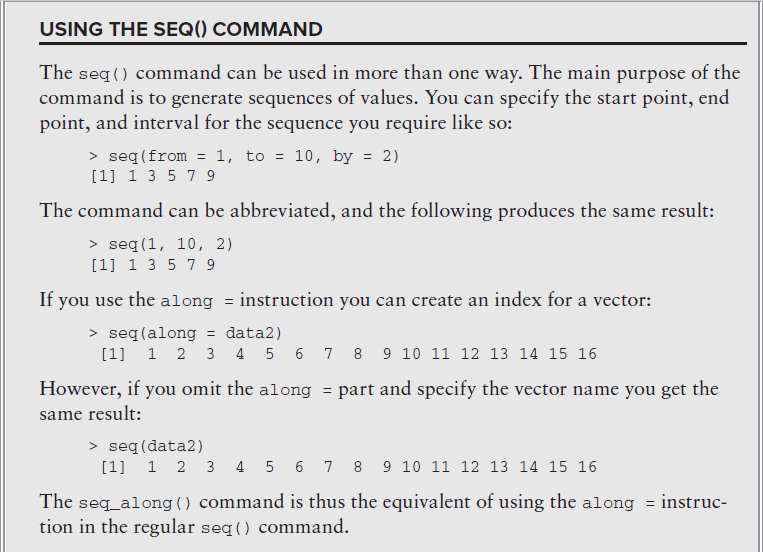 USING THE SEQ() COMMAND
The seq() command can be used in more than one way. The main purpose of the
command is to generate sequences of values. You can specify the start point, end
point, and interval for the sequence you require like so:
> seq(from = 1, to = 10, by = 2)
[1] 1 3 5 7 9
The command can be abbreviated, and the following produces the same result:
> seq(1, 10, 2)
[1] 1 3 5 7 9
If you use the along = instruction you can create an index for a vector:
> seq(along = data2)
[1] 1 2 3 4 5 6 7 8 9 10 11 12 13 14 15 16
However, if you omit the along = part and specify the vector name you get the
same result:
> seq(data2)
[1] 1 2 3 4 5 6 7 8 9 10 11 12 13 14 15 16
The seq_along() command is thus the equivalent of using the along = instruc-
tion in the regular seq() command.